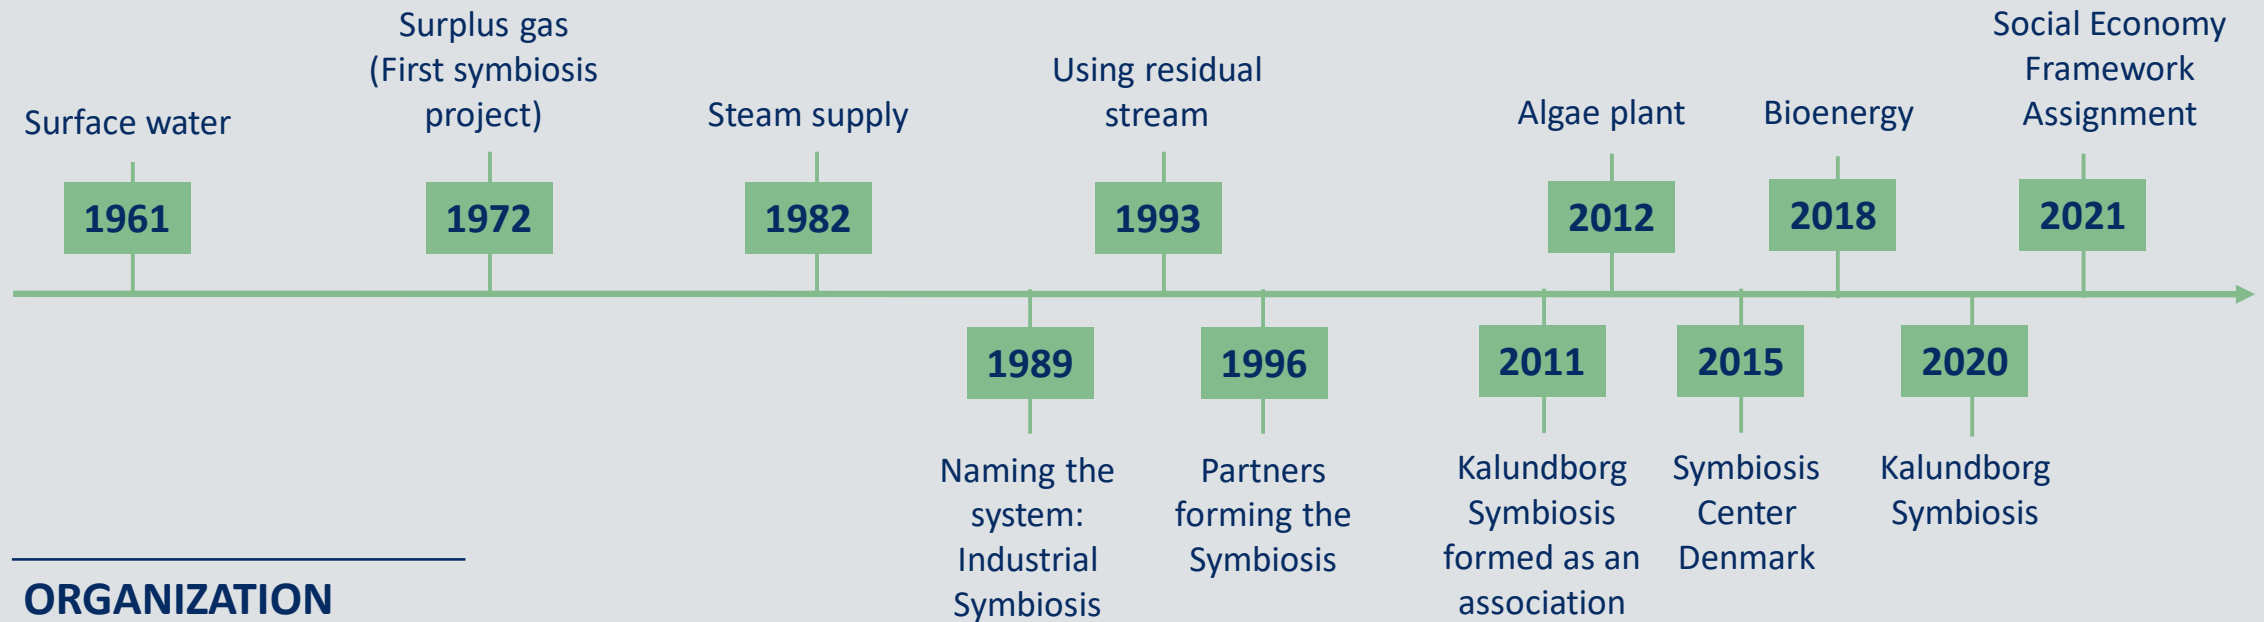 Surface water
1961
Surplus gas
(First symbiosis
project)
1972
Steam supply
1982
Using residual
stream
1993
Algae plant
2012
Bioenergy
2018
Social Economy
Framework
Assignment
2021
1989
Naming the
system:
Industrial
Symbiosis
1996
Partners
forming the
Symbiosis
2011
Kalundborg
Symbiosis
formed as an
association
2015
Symbiosis
Center
Denmark
2020
Kalundborg
Symbiosis
ORGANIZATION